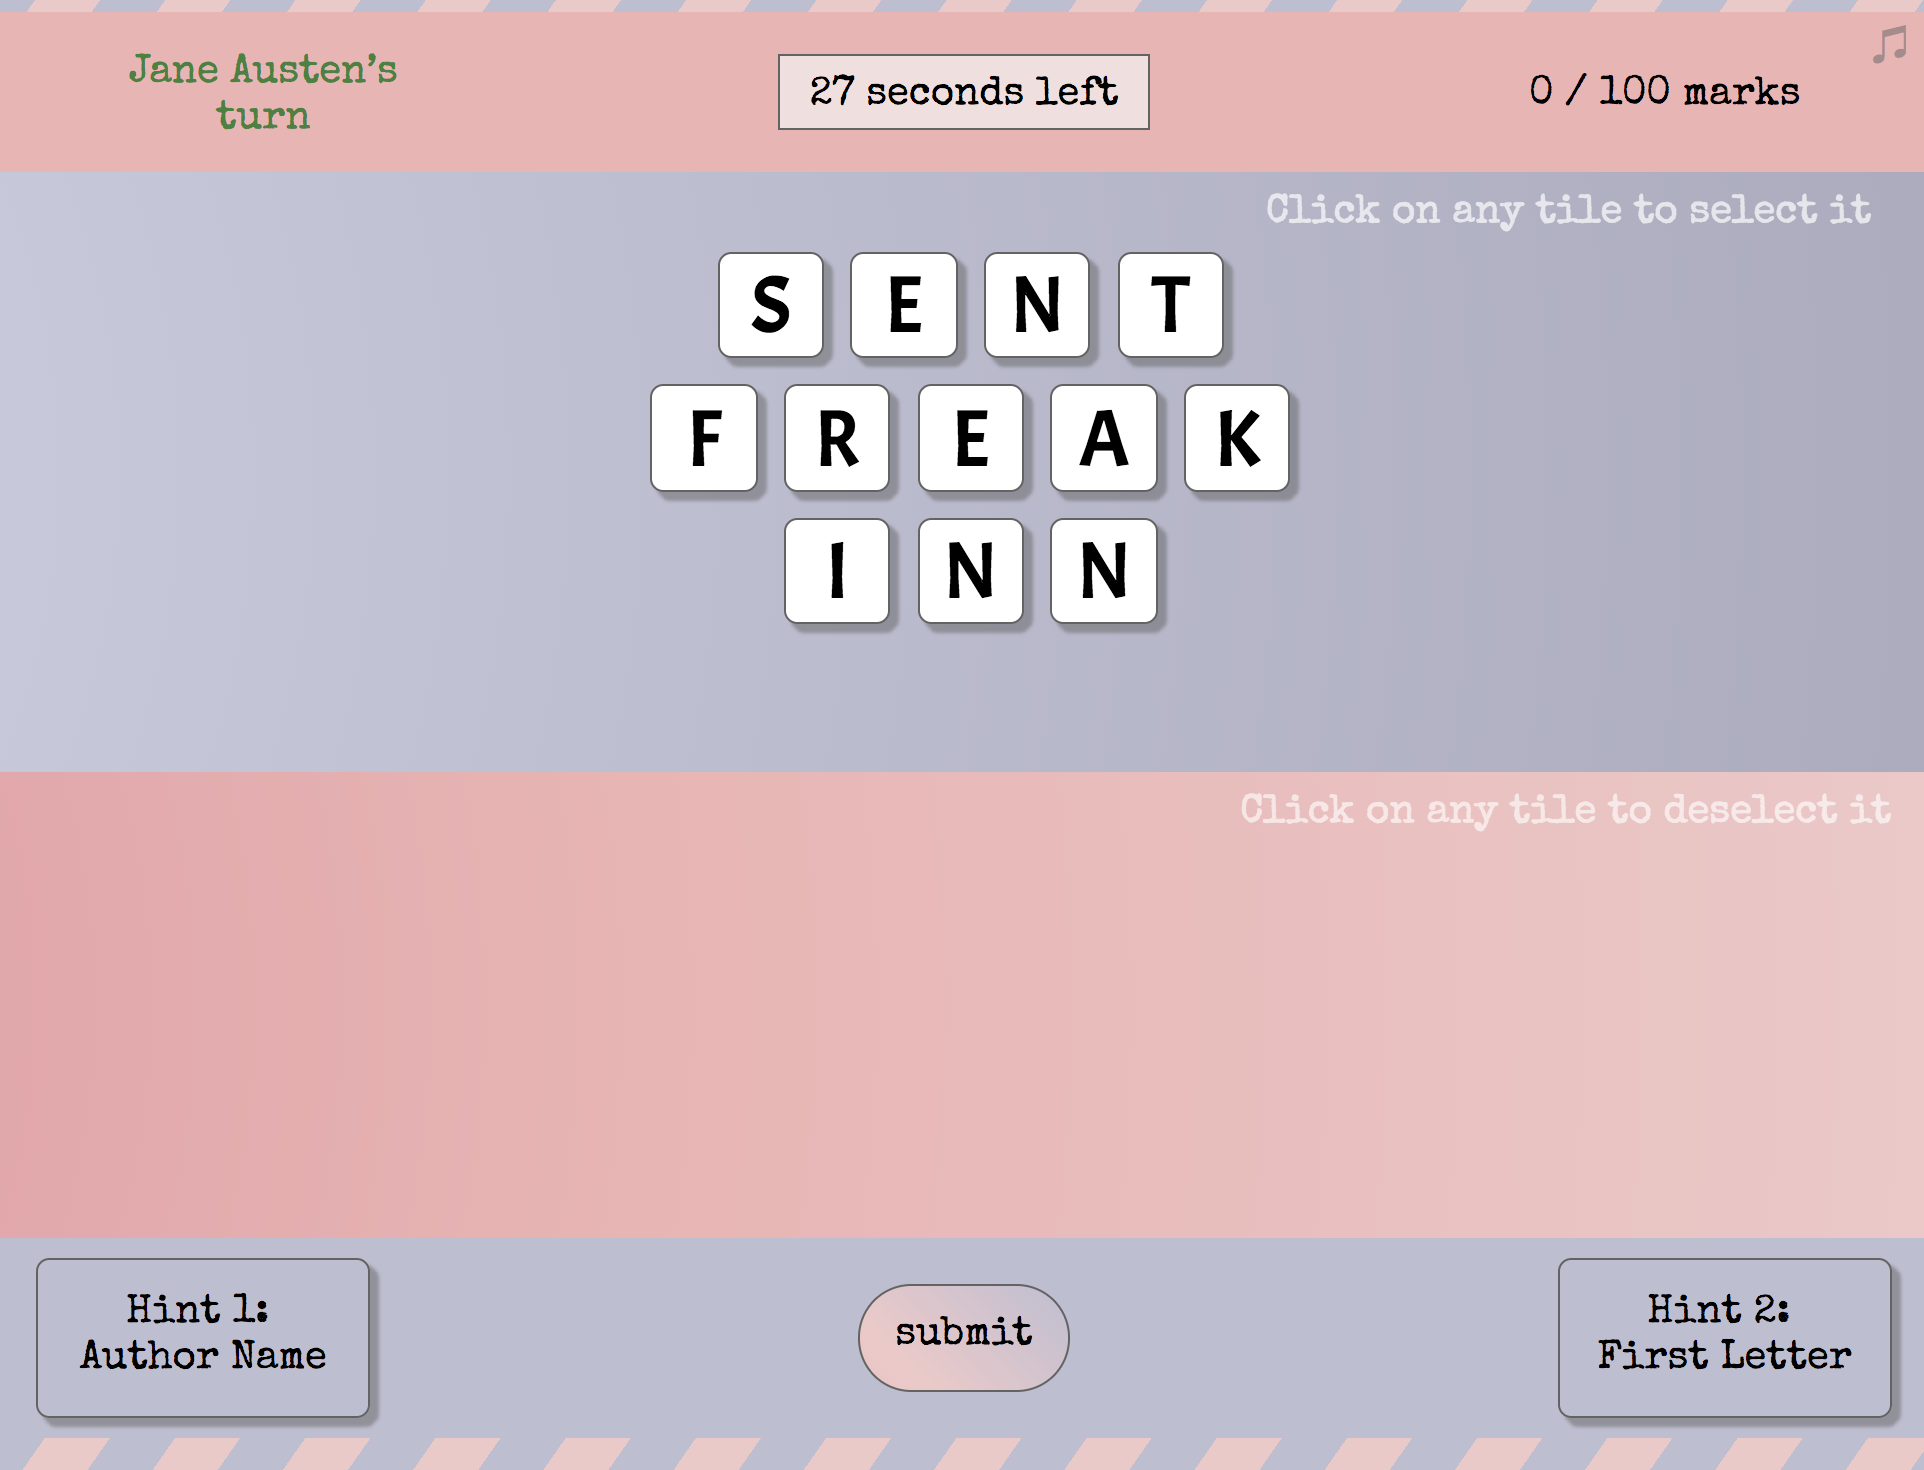 Jane Austen's
turn
27 seconds left
0 / 100 marks
Click on any tile to select it
S E N T
F R E A K
I N N
Click on any tile to deselect it
Hint 1:
Author Name
submit
Hint 2:
First Letter